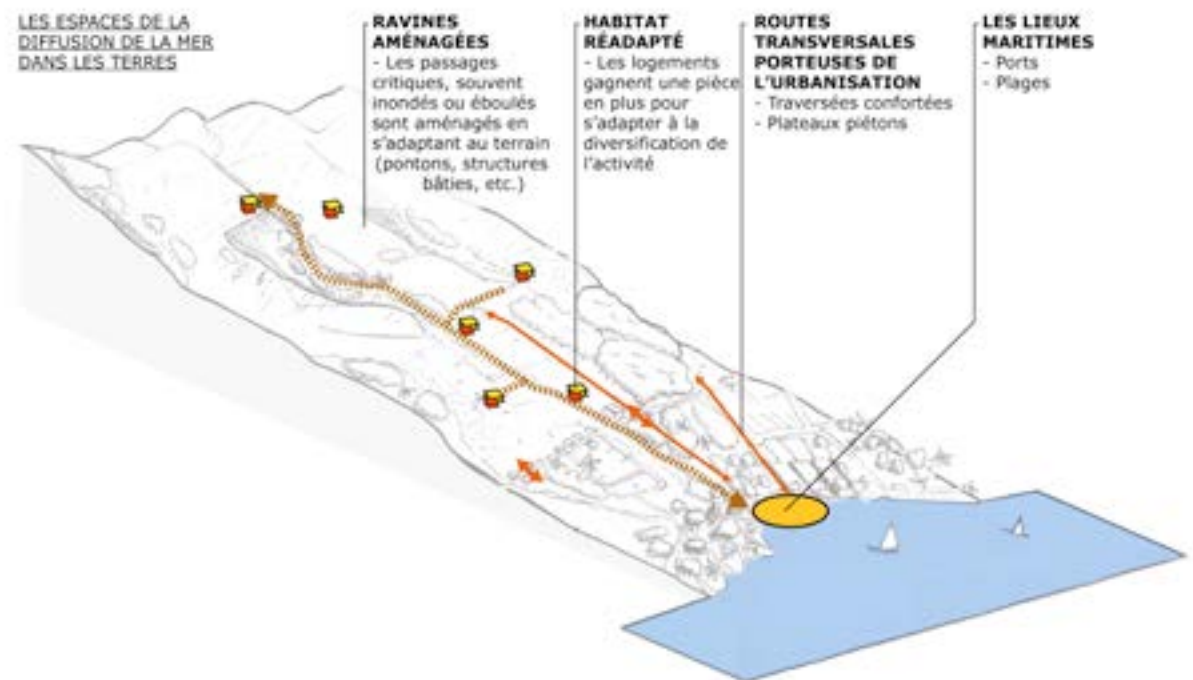 LES ESPACES DE LA
DIFFUSION DE LA MER
DANS LES TERRES
RAVINES
AMÉNAGÉES
- Les passages
critiques, souvent
inondés ou éboulés
sont aménagés en
s'adaptant au terrain
(pontons, structures
bâties, etc.)
HABITAT
RÉADAPTÉ
- Les logements
gagnent une pièce
en plus pour
s'adapter à la
diversification de
l'activité
ROUTES
TRANSVERSALES
PORTEUSES DE
L'URBANISATION
- Traversées confortées
- Plateaux piétons
LES LIEUX
MARITIMES
- Ports
- Plages